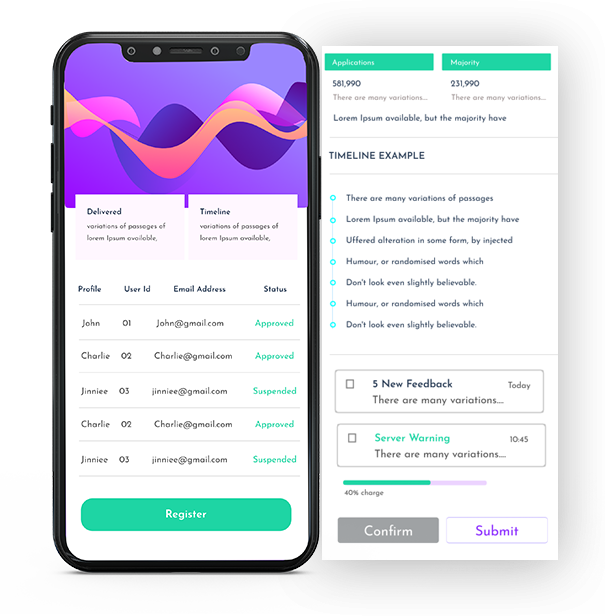 Delivered
variations of passages of
lorem Ipsum available,
Timeline
variations of passages of
lorem Ipsum available,
Profile User Id Email Address Status
John 01 John@gmail.com Approved
Charlie 02 Charlie@gmail.com Approved
Jinniee 03 jinniee@gmail.com Suspended
Charlie 02 Charlie@gmail.com Approved
Jinniee 03 jinniee@gmail.com Suspended
Register
Applications
581,990
There are many variations...
Majority
231,990
There are many variations...
Lorem Ipsum available, but the majority have
TIMELINE EXAMPLE
There are many variations of passages
Lorem Ipsum available, but the majority have
Uffered alteration in some form, by injected
Humour, or randomised words which
Don't look even slightly believable.
Humour, or randomised words which
Don't look even slightly believable.
5 New Feedback Today
There are many variations...
Server Warning 10:45
There are many variations...
40% charge
Confirm Submit